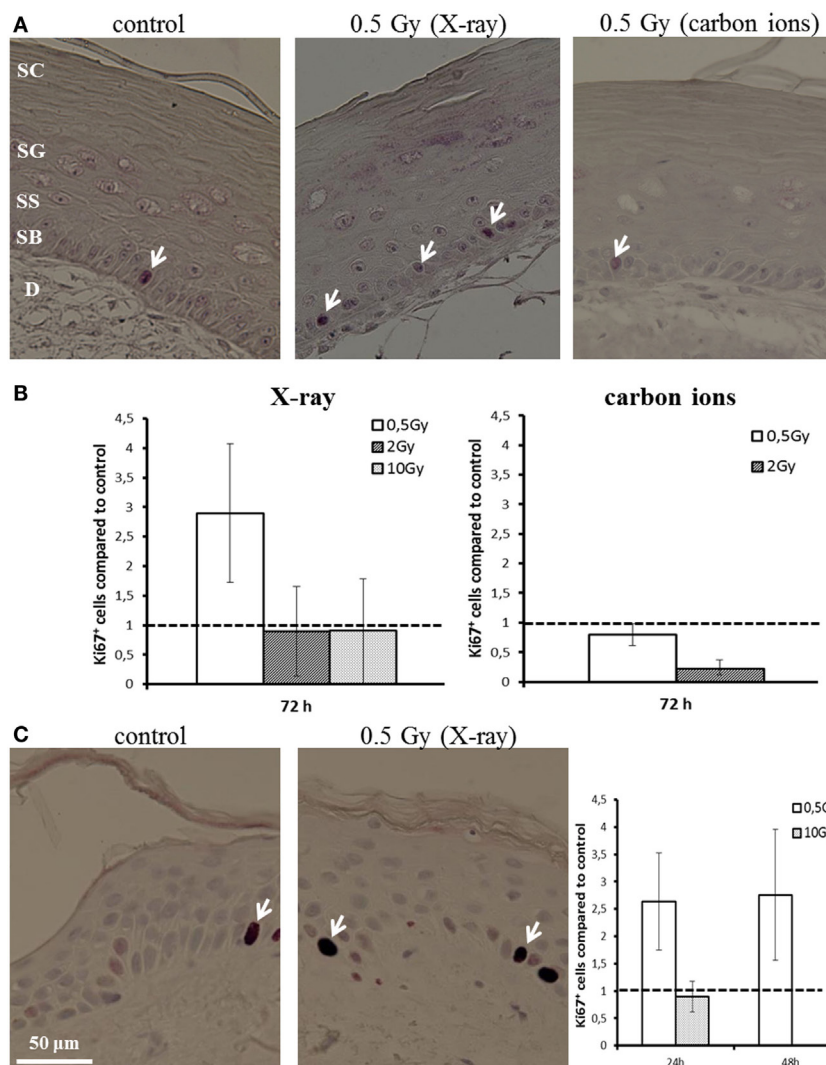 A
control
0.5 Gy (X-ray)
0.5 Gy (carbon ions)
SC
SG
SS
SB
D
B
X-ray
Ki67⁺ cells compared to control
4,5
4
3,5
3
2,5
2
1,5
1
0,5
0
0,5Gy
2Gy
10Gy
72 h
carbon ions
Ki67⁺ cells compared to control
4,5
4
3,5
3
2,5
2
1,5
1
0,5
0
0,5Gy
2Gy
72 h
C
control
0.5 Gy (X-ray)
50 µm
Ki67⁺ cells compared to control
4,5
4
3,5
3
2,5
2
1,5
1
0,5
0
0,5G
10G
24h
48h